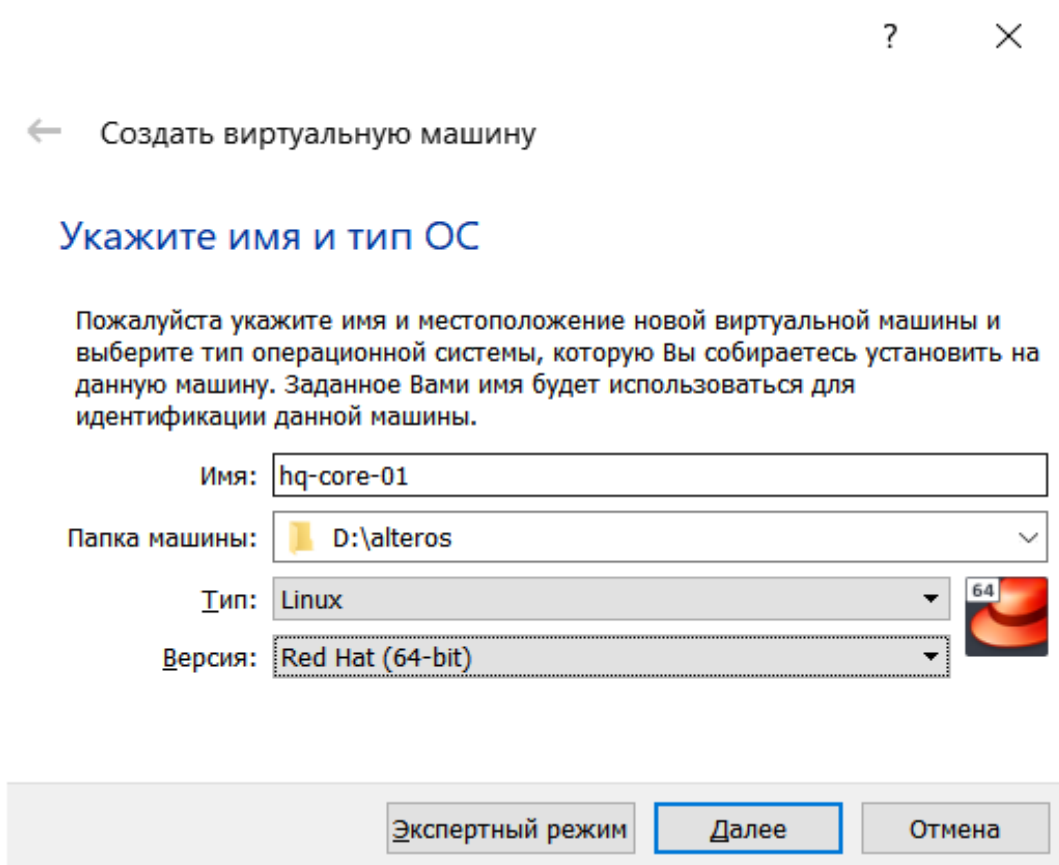 ?
Создать виртуальную машину
Укажите имя и тип ОС
Пожалуйста укажите имя и местоположение новой виртуальной машины и
выберите тип операционной системы, которую Вы собираетесь установить на
данную машину. Заданное Вами имя будет использоваться для
идентификации данной машины.
Имя: hq-core-01
Папка машины: D:\alteros
Тип: Linux
64
Версия: Red Hat (64-bit)
Экспертный режим Далее Отмена